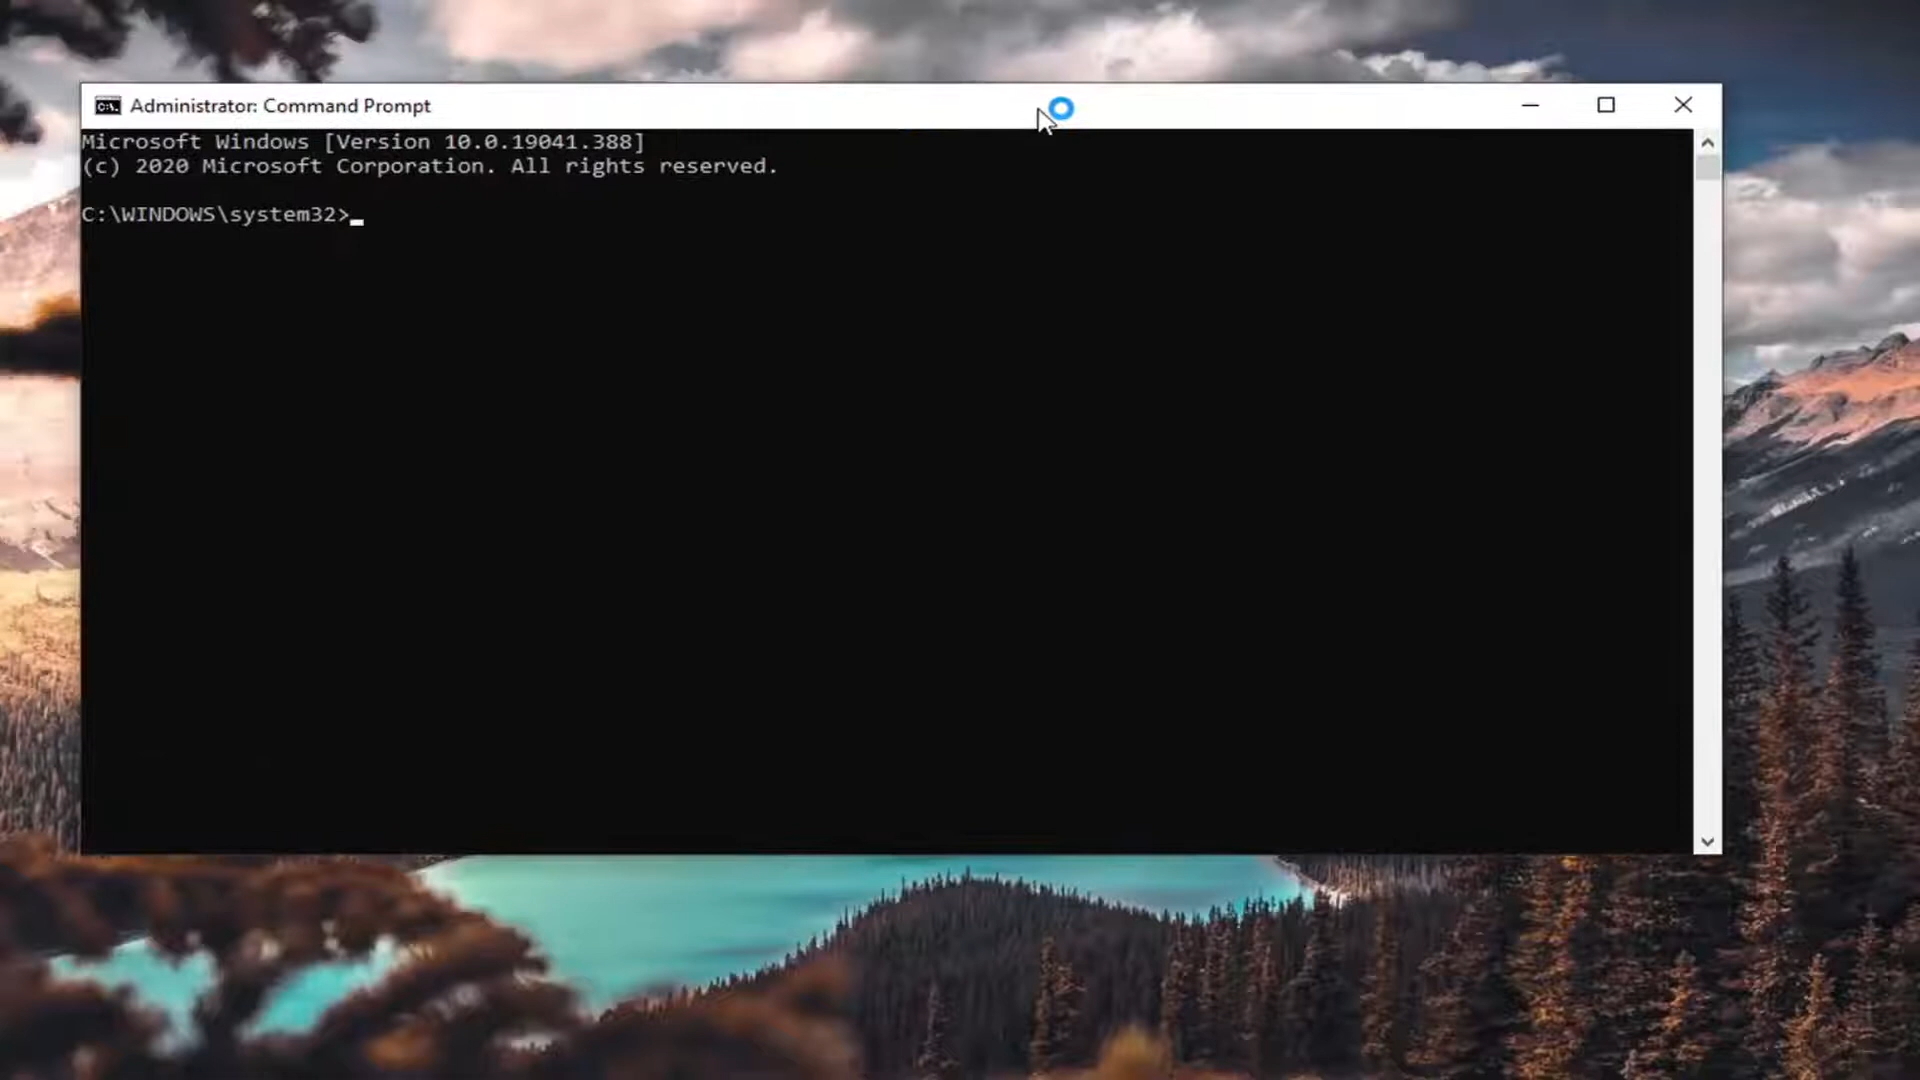 Administrator: Command Prompt
Microsoft Windows [Version 10.0.19041.388]
(c) 2020 Microsoft Corporation. All rights reserved.
C:\WINDOWS\system32>